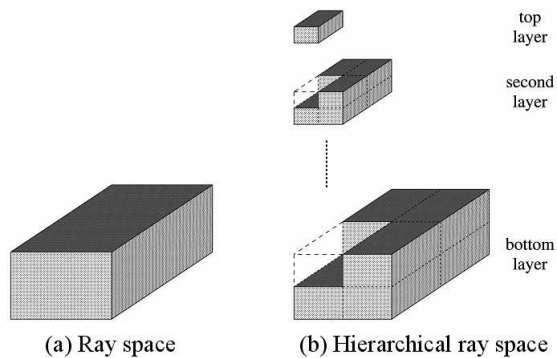 top
layer
second
layer
bottom
layer
(a) Ray space
(b) Hierarchical ray space